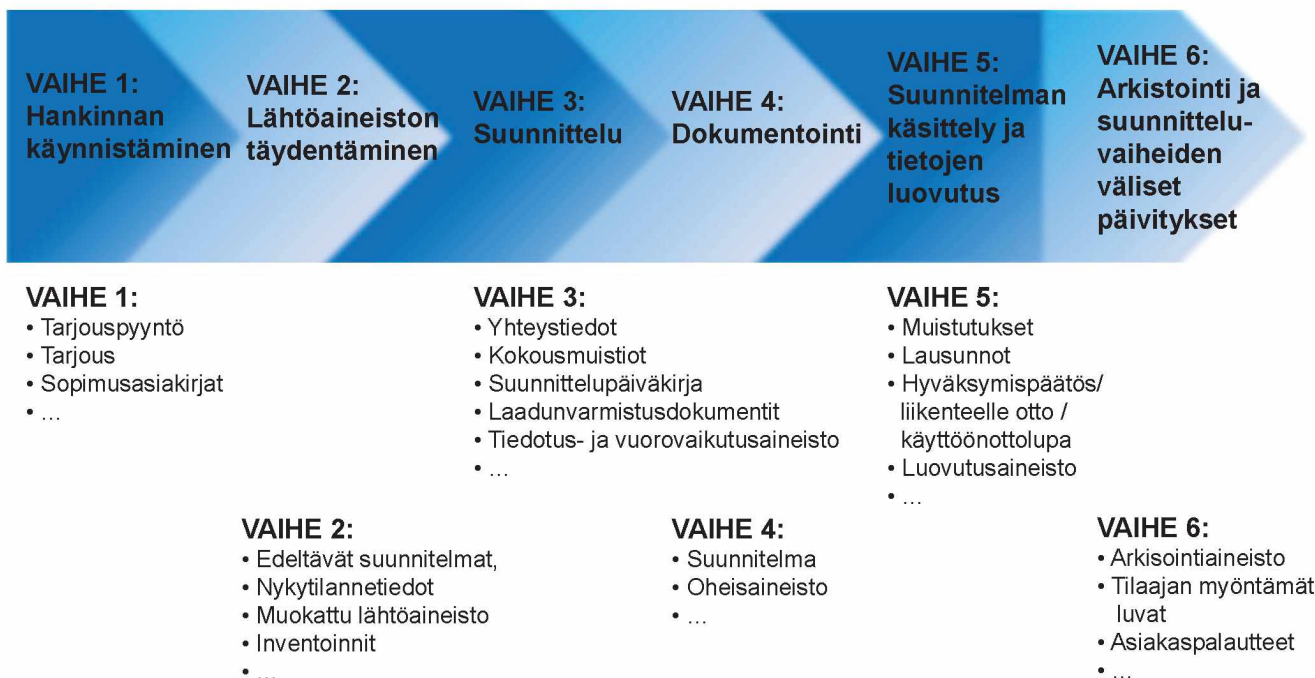 VAIHE 1:
Hankinnan
käynnistäminen
VAIHE 2:
Lähtöaineiston
täydentäminen
VAIHE 3:
Suunnittelu
VAIHE 4:
Dokumentointi
VAIHE 5:
Suunnitelman
käsittely ja
tietojen
luovutus
VAIHE 6:
Arkistointi ja
suunnittelu-
vaiheiden
väliset
päivitykset
VAIHE 1:
• Tarjouspyyntö
• Tarjous
• Sopimusasiakirjat
• ...
VAIHE 3:
• Yhteystiedot
• Kokousmuistiot
• Suunnittelupäiväkirja
• Laadunvarmistusdokumentit
• Tiedotus- ja vuorovaikutusaineisto
• ...
VAIHE 5:
• Muistutukset
• Lausunnot
• Hyväksymispäätös/
liikenteelle otto /
käyttöönottolupa
• Luovutusaineisto
• ...
VAIHE 2:
• Edeltävät suunnitelmat,
• Nykytilannetiedot
• Muokattu lähtöaineisto
• Inventoinnit
• ...
VAIHE 4:
• Suunnitelma
• Oheisaineisto
• ...
VAIHE 6:
• Arkisointiaineisto
• Tilaajan myöntämät
luvat
• Asiakaspalautteet
• ...